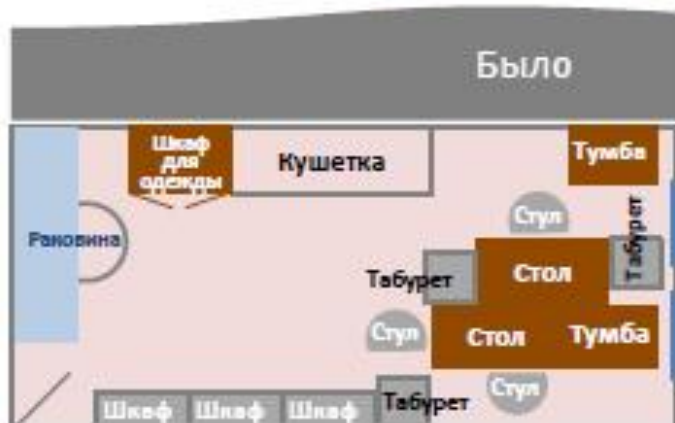 Было
Шкаф
для
одежды
Кушетка
Тумба
Стул
Табурет
Раковина
Табурет
Стол
Стул
Стол
Тумба
Шкаф
Шкаф
Шкаф
Табурет
Стул